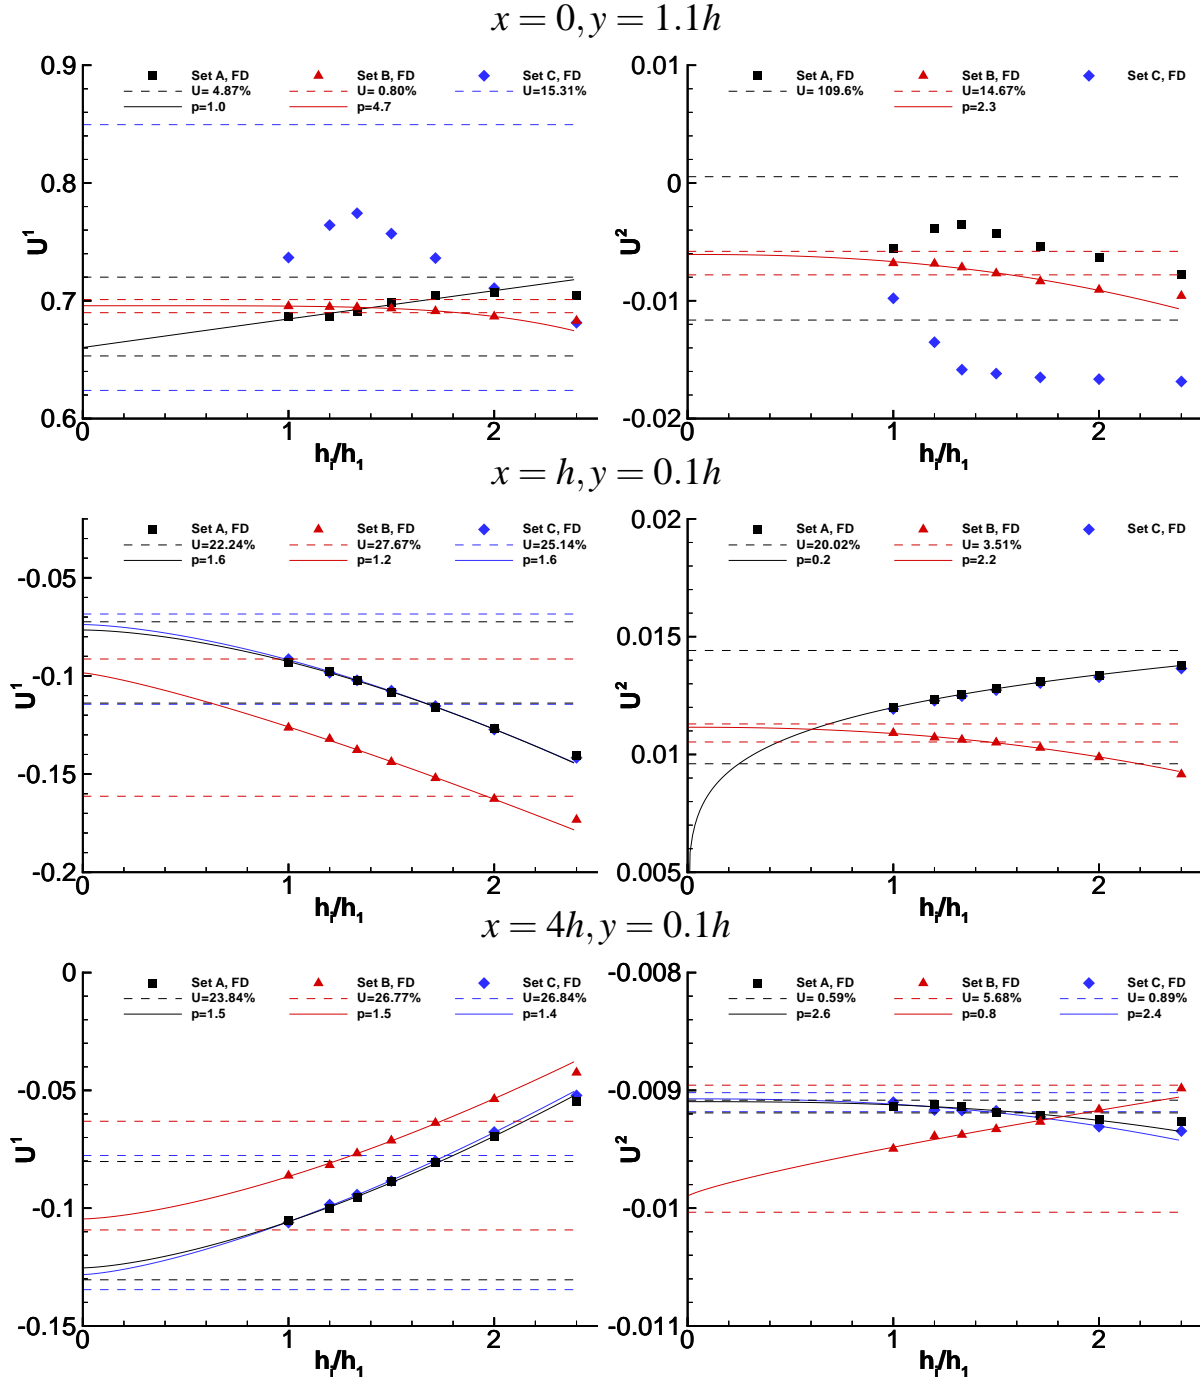 x = 0, y = 1.1h
0.9
0.8
0.7
0.6
U¹
Set A, FD
U= 4.87%
p=1.0
Set B, FD
U= 0.80%
p=4.7
Set C, FD
U=15.31%
0
1
2
hᵢ/h₁
0.01
0
-0.01
-0.02
U²
Set A, FD
U= 109.6%
Set B, FD
U=14.67%
p=2.3
Set C, FD
0
1
2
hᵢ/h₁
x = h, y = 0.1h
-0.05
-0.1
-0.15
-0.2
U¹
Set A, FD
U=22.24%
p=1.6
Set B, FD
U=27.67%
p=1.2
Set C, FD
U=25.14%
p=1.6
0
1
2
hᵢ/h₁
0.02
0.015
0.01
0.005
U²
Set A, FD
U=20.02%
p=0.2
Set B, FD
U= 3.51%
p=2.2
Set C, FD
1
2
hᵢ/h₁
x = 4h, y = 0.1h
0
-0.05
-0.1
-0.15
U¹
Set A, FD
U=23.84%
p=1.5
Set B, FD
U=26.77%
p=1.5
Set C, FD
U=26.84%
p=1.4
1
2
hᵢ/h₁
-0.008
-0.009
-0.01
-0.011
U²
Set A, FD
U= 0.59%
p=2.6
Set B, FD
U= 5.68%
p=0.8
Set C, FD
U= 0.89%
p=2.4
1
2
hᵢ/h₁